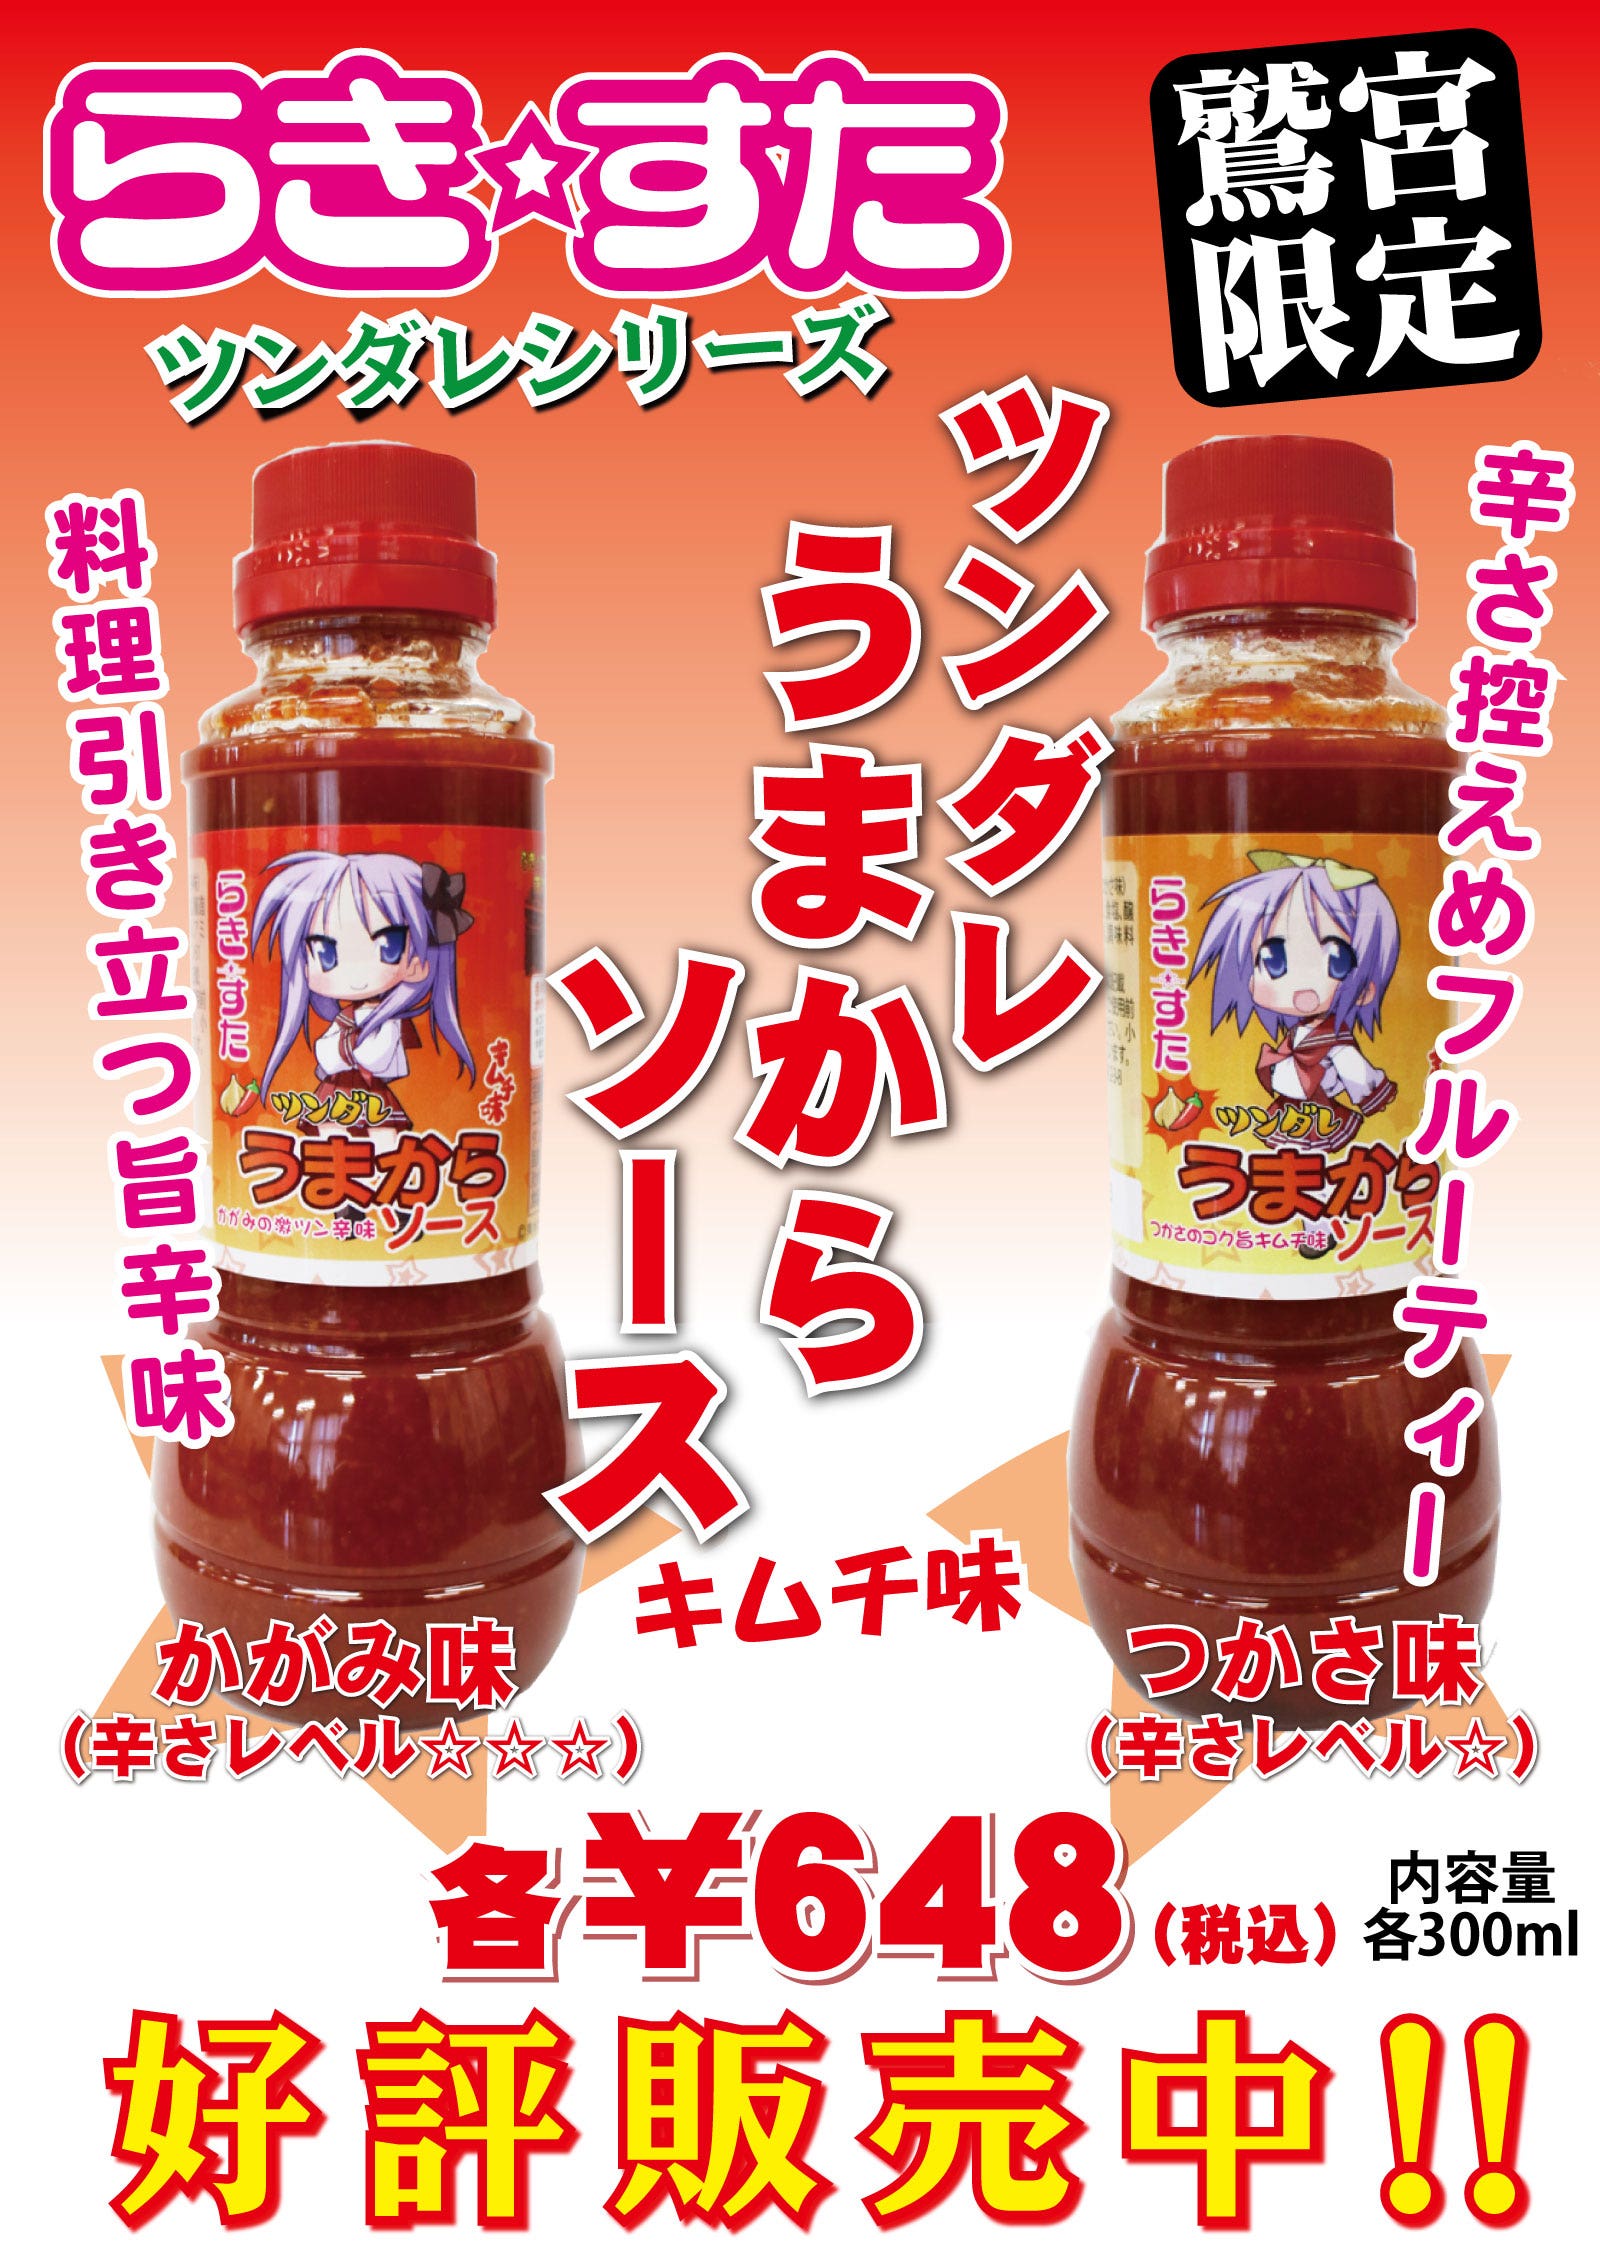 らき☆すた
鷲宮
限定
ツンダレシリーズ
ツンダレ
うまから
ソース
キムチ味
料理引き立つ旨辛味
辛さ控えめフルーティー
らき☆すた
ツンダレ
うまから
ソース
かがみの激ツン辛味
らき☆すた
ツンダレ
うまから
ソース
つかさのコク旨キムチ味
かがみ味
(辛さレベル☆☆☆)
つかさ味
(辛さレベル☆)
各¥648(税込)
内容量
各300ml
好評販売中!!